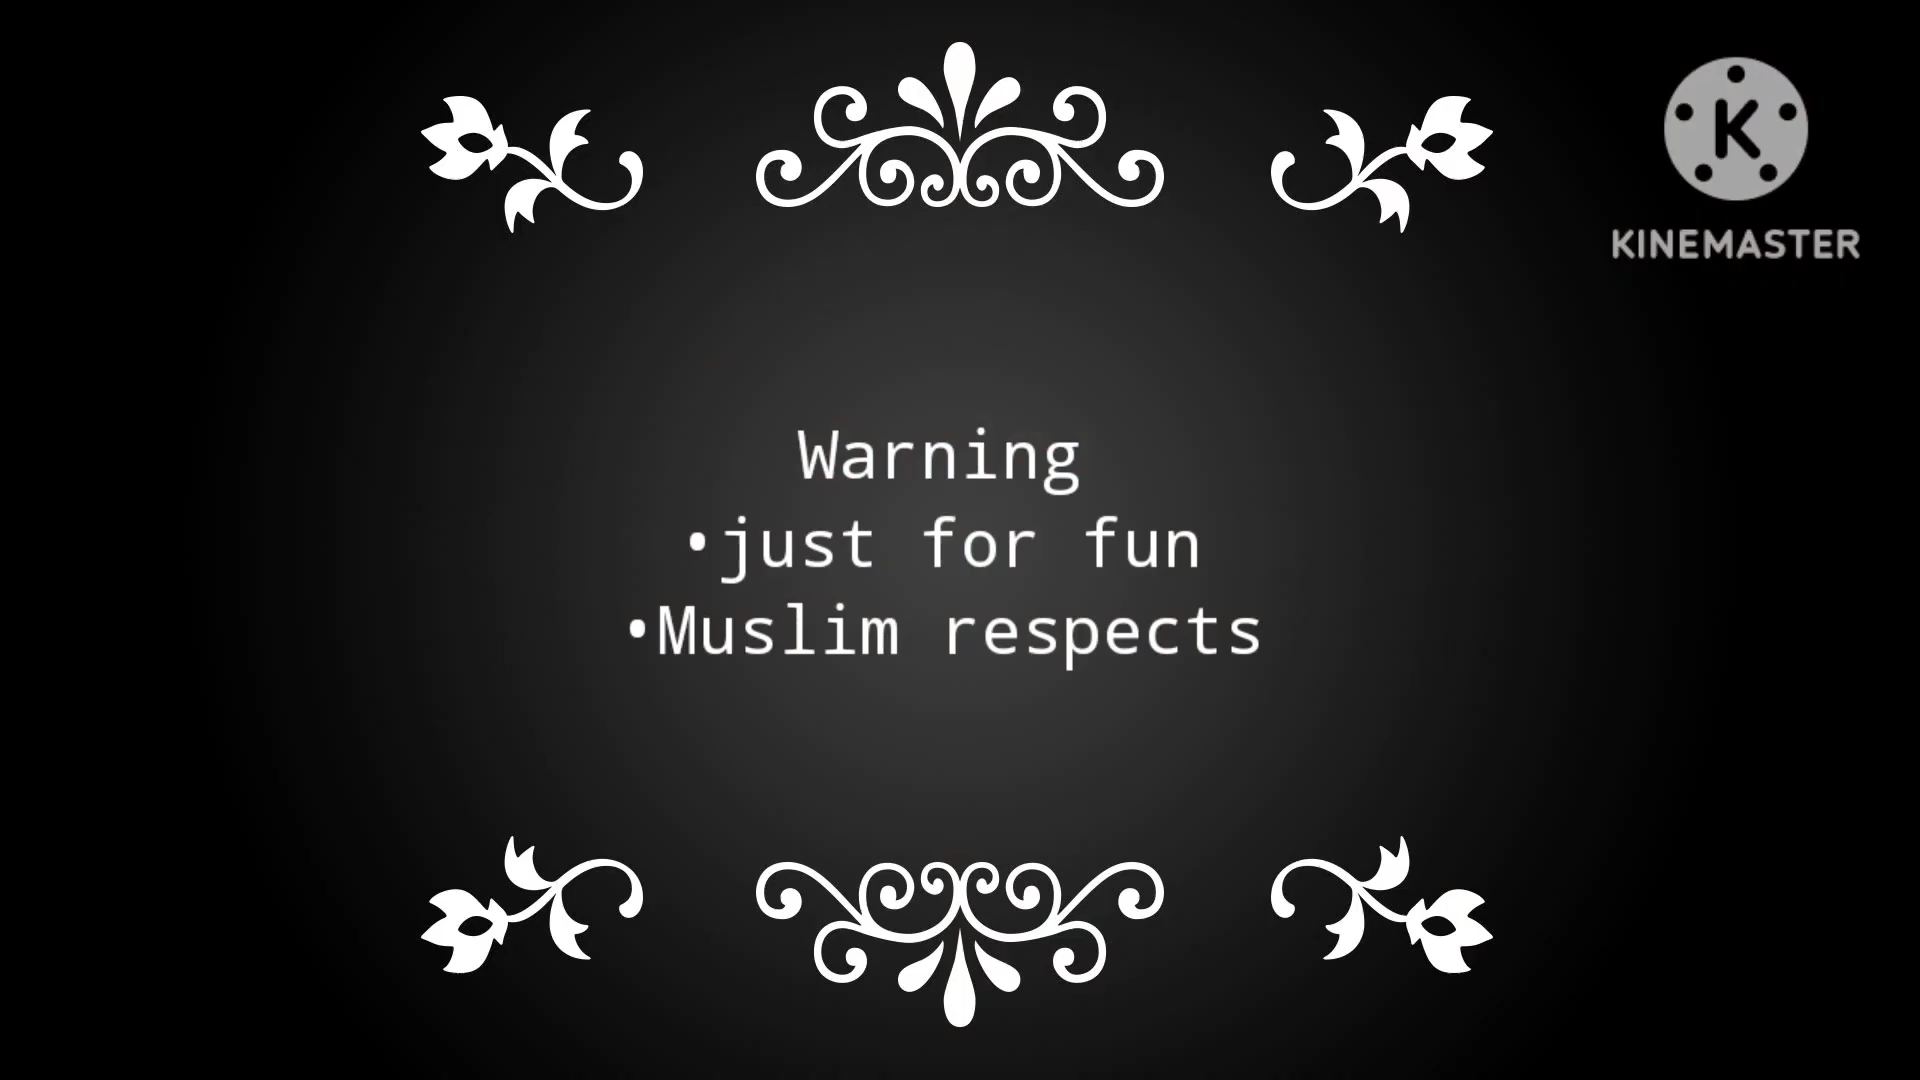 K
KINEMASTER
Warning
•just for fun
•Muslim respects